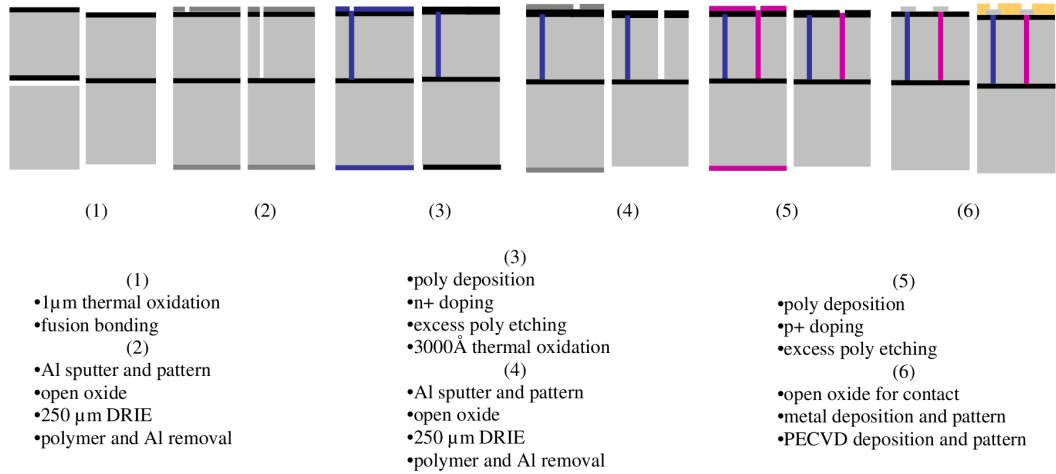 (1)
(2)
(3)
(4)
(5)
(6)
(1)
•1μm thermal oxidation
•fusion bonding
(2)
•Al sputter and pattern
•open oxide
•250 μm DRIE
•polymer and Al removal
(3)
•poly deposition
•n+ doping
•excess poly etching
•3000Å thermal oxidation
(4)
•Al sputter and pattern
•open oxide
•250 μm DRIE
•polymer and Al removal
(5)
•poly deposition
•p+ doping
•excess poly etching
(6)
•open oxide for contact
•metal deposition and pattern
•PECVD deposition and pattern